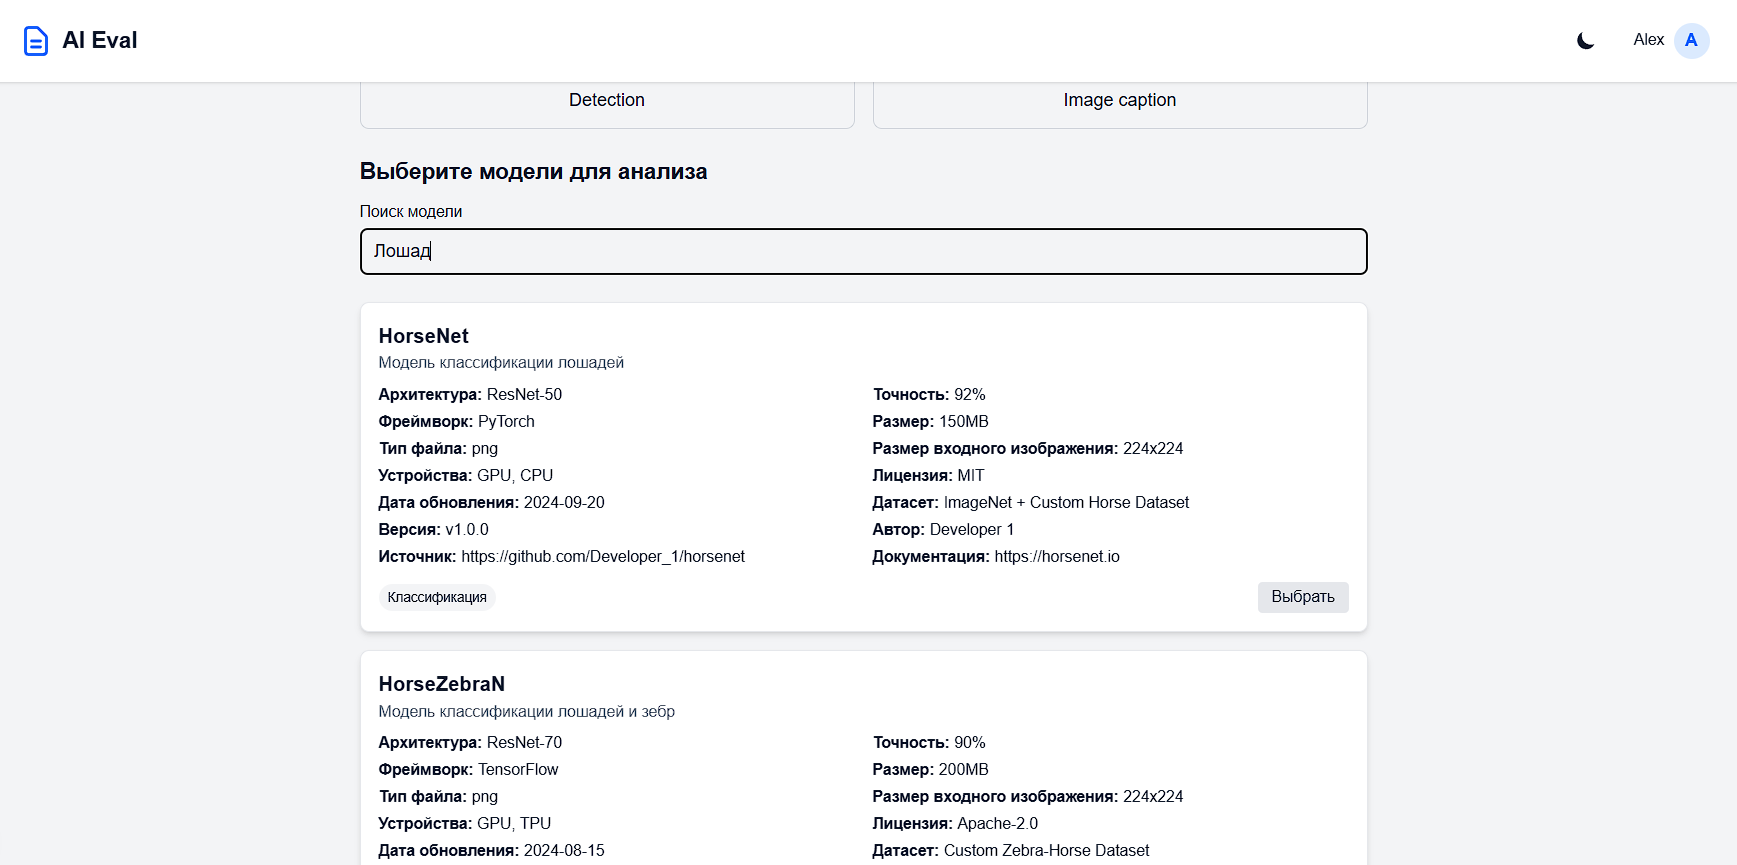 AI Eval
Alex A
Detection
Image caption
Выберите модели для анализа
Поиск модели
Лошад
HorseNet
Модель классификации лошадей
Архитектура: ResNet-50
Точность: 92%
Фреймворк: PyTorch
Размер: 150MB
Тип файла: png
Размер входного изображения: 224x224
Устройства: GPU, CPU
Лицензия: MIT
Дата обновления: 2024-09-20
Датасет: ImageNet + Custom Horse Dataset
Версия: v1.0.0
Автор: Developer 1
Источник: https://github.com/Developer_1/horsenet
Документация: https://horsenet.io
Классификация
Выбрать
HorseZebraN
Модель классификации лошадей и зебр
Архитектура: ResNet-70
Точность: 90%
Фреймворк: TensorFlow
Размер: 200MB
Тип файла: png
Размер входного изображения: 224x224
Устройства: GPU, TPU
Лицензия: Apache-2.0
Дата обновления: 2024-08-15
Датасет: Custom Zebra-Horse Dataset